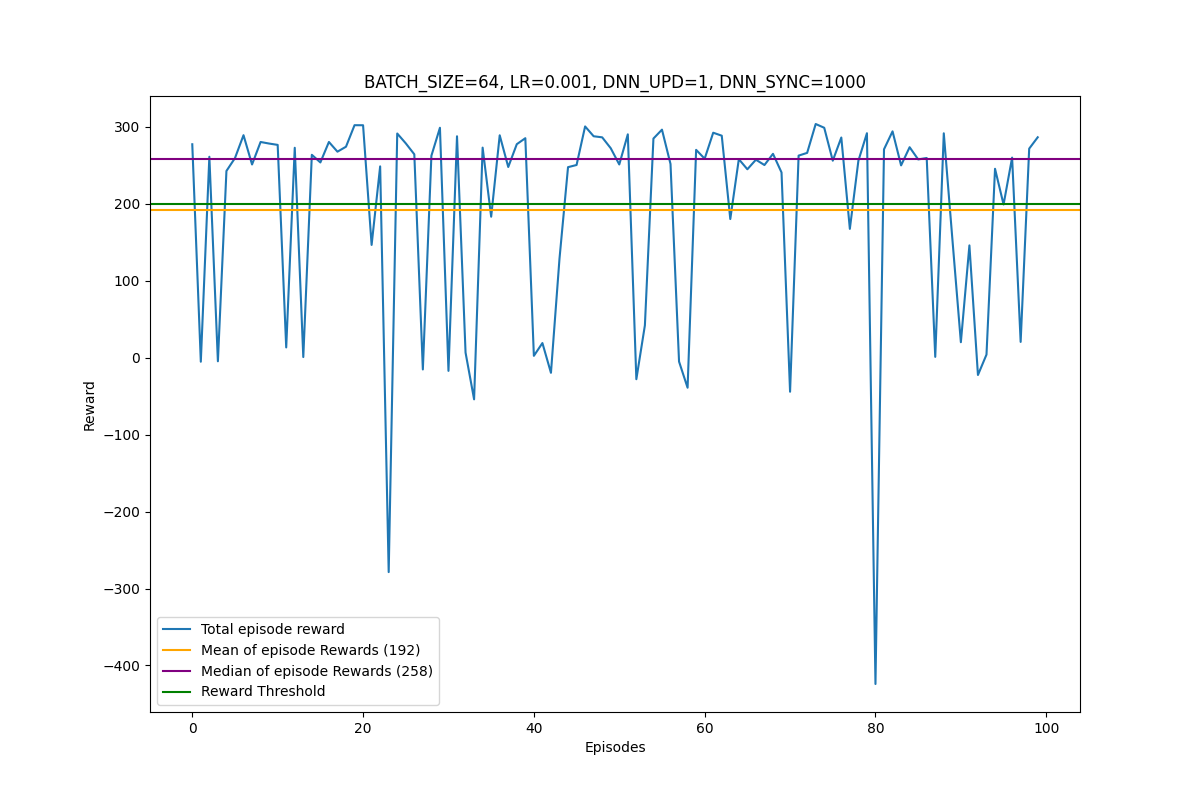 BATCH_SIZE=64, LR=0.001, DNN_UPD=1, DNN_SYNC=1000
300
200
100
0
−100
−200
−300
−400
Reward
Total episode reward
Mean of episode Rewards (192)
Median of episode Rewards (258)
Reward Threshold
0 20 40 60 80 100
Episodes